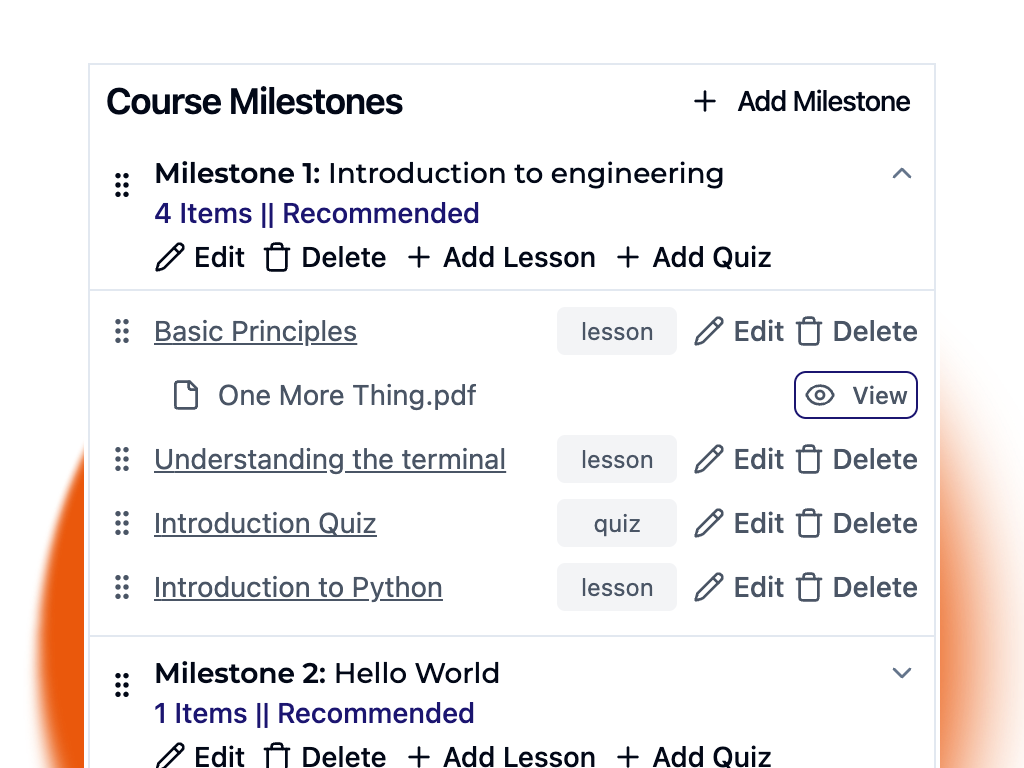 Course Milestones + Add Milestone
Milestone 1: Introduction to engineering
4 Items || Recommended
Edit Delete + Add Lesson + Add Quiz
Basic Principles lesson Edit Delete
One More Thing.pdf View
Understanding the terminal lesson Edit Delete
Introduction Quiz quiz Edit Delete
Introduction to Python lesson Edit Delete
Milestone 2: Hello World
1 Items || Recommended
Edit Delete + Add Lesson + Add Quiz